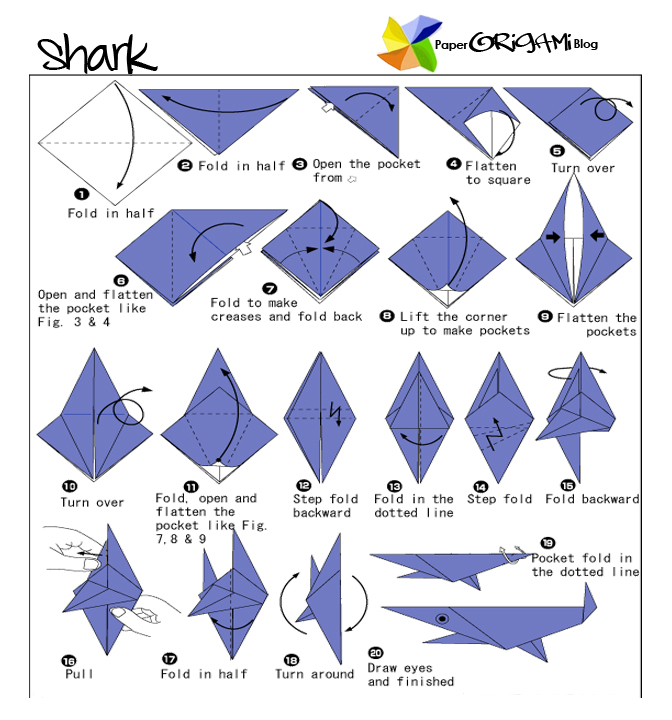 Shark
Paper ORiGAMi Blog
1 Fold in half
2 Fold in half
3 Open the pocket
from
4 Flatten
to square
5 Turn over
6 Open and flatten
the pocket like
Fig. 3 & 4
7 Fold to make
creases and fold back
8 Lift the corner
up to make pockets
9 Flatten the
pockets
10 Turn over
11 Fold, open and
flatten the
pocket like Fig.
7, 8 & 9
12 Step fold
backward
13 Fold in the
dotted line
14 Step fold
15 Fold backward
16 Pull
17 Fold in half
18 Turn around
19 Pocket fold in
the dotted line
20 Draw eyes
and finished